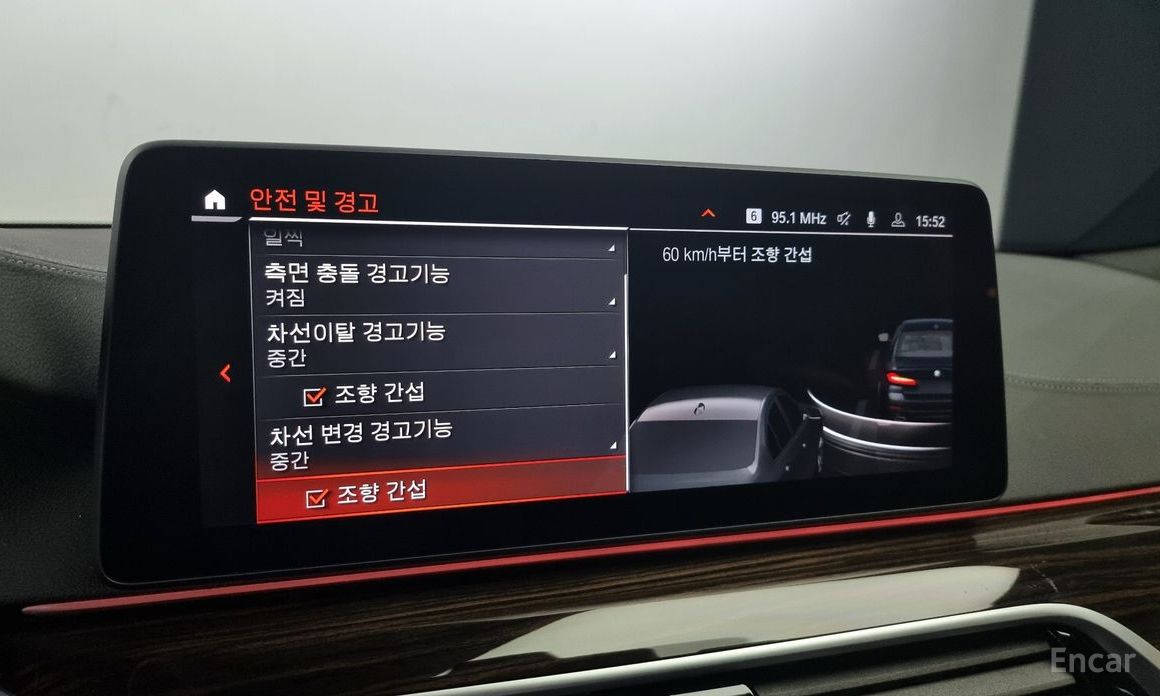 안전 및 경고
6 95.1 MHz 15:52
일찍
측면 충돌 경고기능
켜짐
차선이탈 경고기능
중간
조향 간섭
차선 변경 경고기능
중간
조향 간섭
60 km/h부터 조향 간섭
Encar